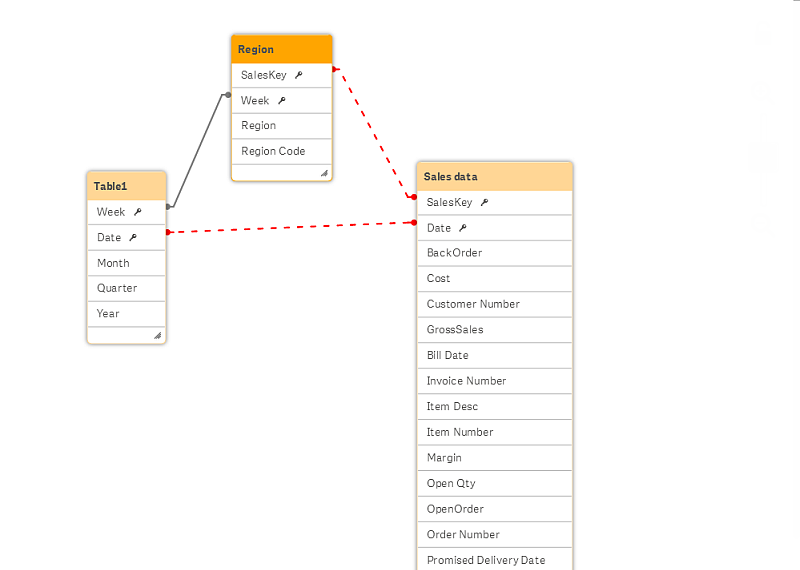 Region
SalesKey
Week
Region
Region Code
Table1
Week
Date
Month
Quarter
Year
Sales data
SalesKey
Date
BackOrder
Cost
Customer Number
GrossSales
Bill Date
Invoice Number
Item Desc
Item Number
Margin
Open Qty
OpenOrder
Order Number
Promised Delivery Date